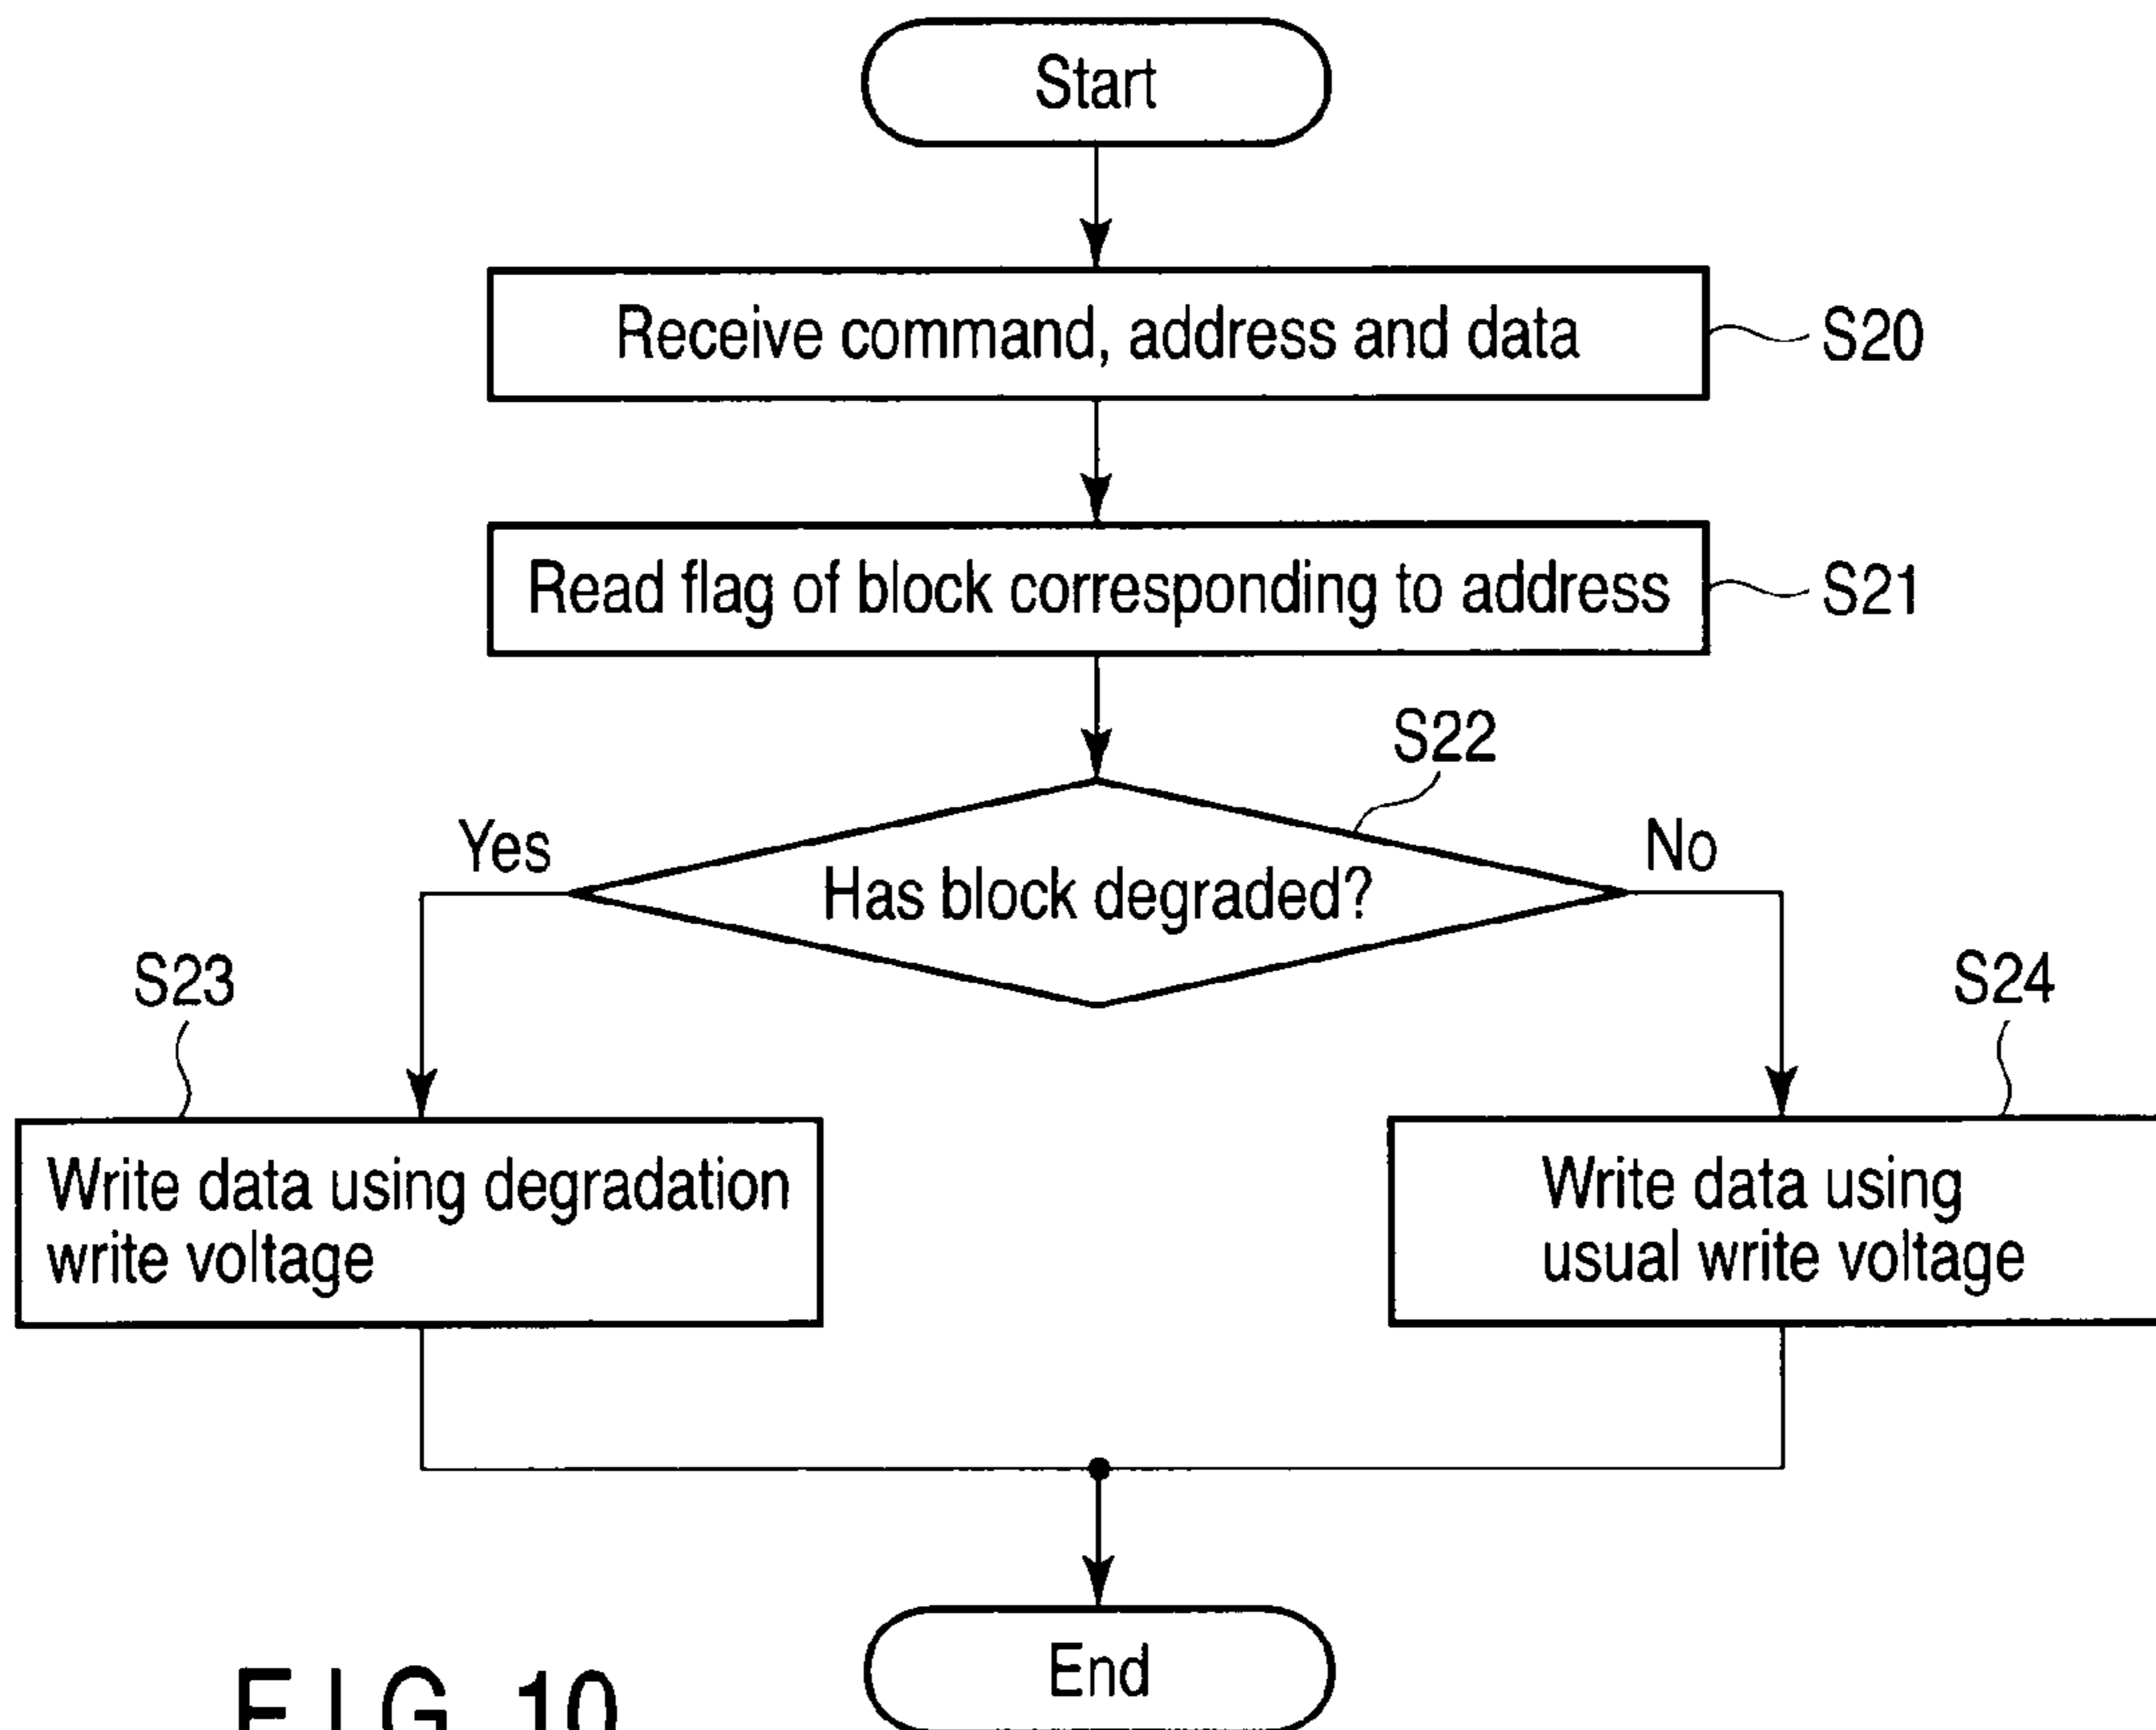 Start
Receive command, address and data
S20
Read flag of block corresponding to address
S21
S22
Yes
No
Has block degraded?
S23
S24
Write data using degradation
write voltage
Write data using
usual write voltage
End
FIG. 10